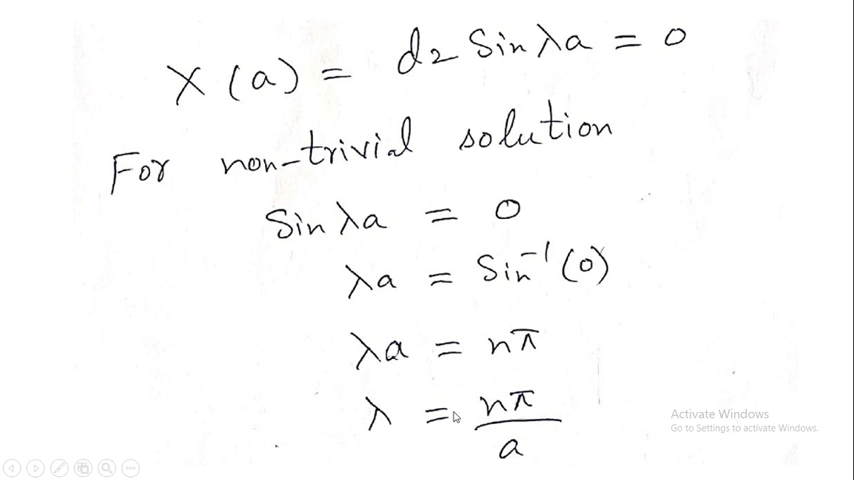 X(a) = d₂ Sin λa = 0
For non-trivial solution
Sin λa = 0
λa = Sin⁻¹(0)
λa = nπ
λ = nπ/a
Activate Windows
Go to Settings to activate Windows.